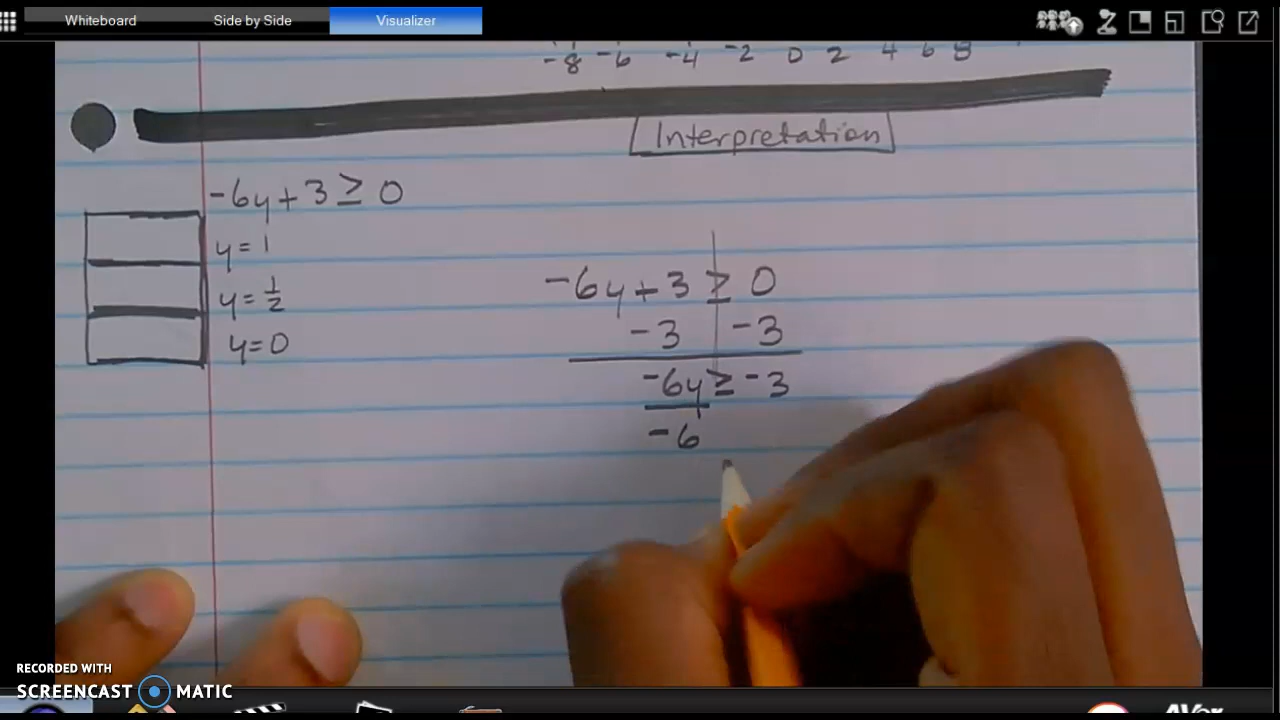 Whiteboard Side by Side Visualizer
-8 -6 -4 -2 0 2 4 6 8
Interpretation
-6y+3 ≥ 0
y=1
y=1/2
y=0
-6y+3 ≥ 0
-3 -3
-6y ≥ -3
-6
RECORDED WITH
SCREENCAST MATIC
AVer